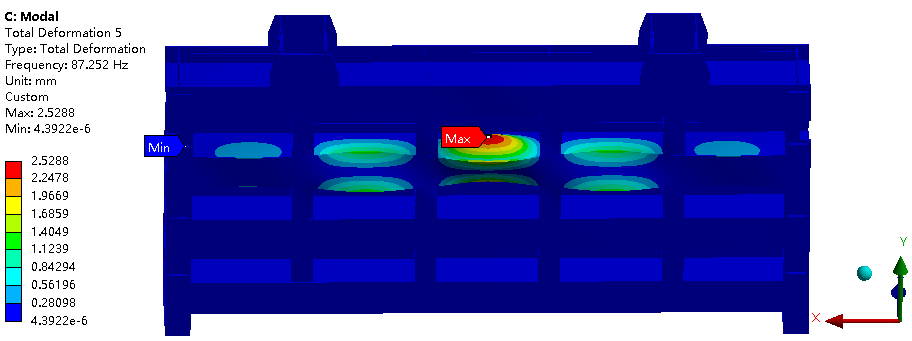 C: Modal
Total Deformation 5
Type: Total Deformation
Frequency: 87.252 Hz
Unit: mm
Custom
Max: 2.5288
Min: 4.3922e-6
Max
Min
2.5288
2.2478
1.9669
1.6859
1.4049
1.1239
0.84294
0.56196
0.28098
4.3922e-6
Y
X